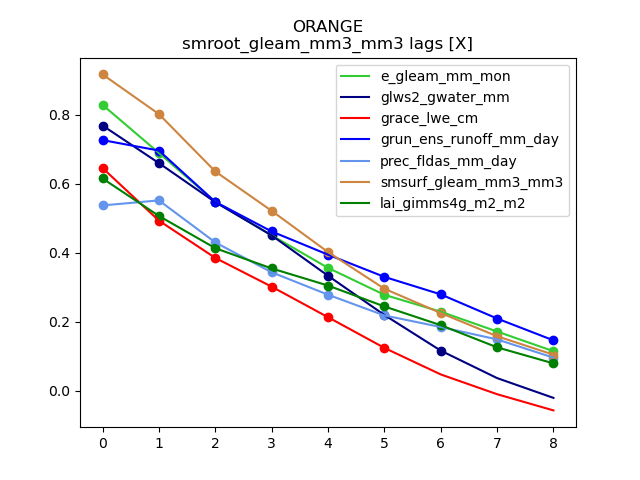 ORANGE
smroot_gleam_mm3_mm3 lags [X]
e_gleam_mm_mon
glws2_gwater_mm
grace_lwe_cm
grun_ens_runoff_mm_day
prec_fldas_mm_day
smsurf_gleam_mm3_mm3
lai_gimms4g_m2_m2
0.8
0.6
0.4
0.2
0.0
0 1 2 3 4 5 6 7 8